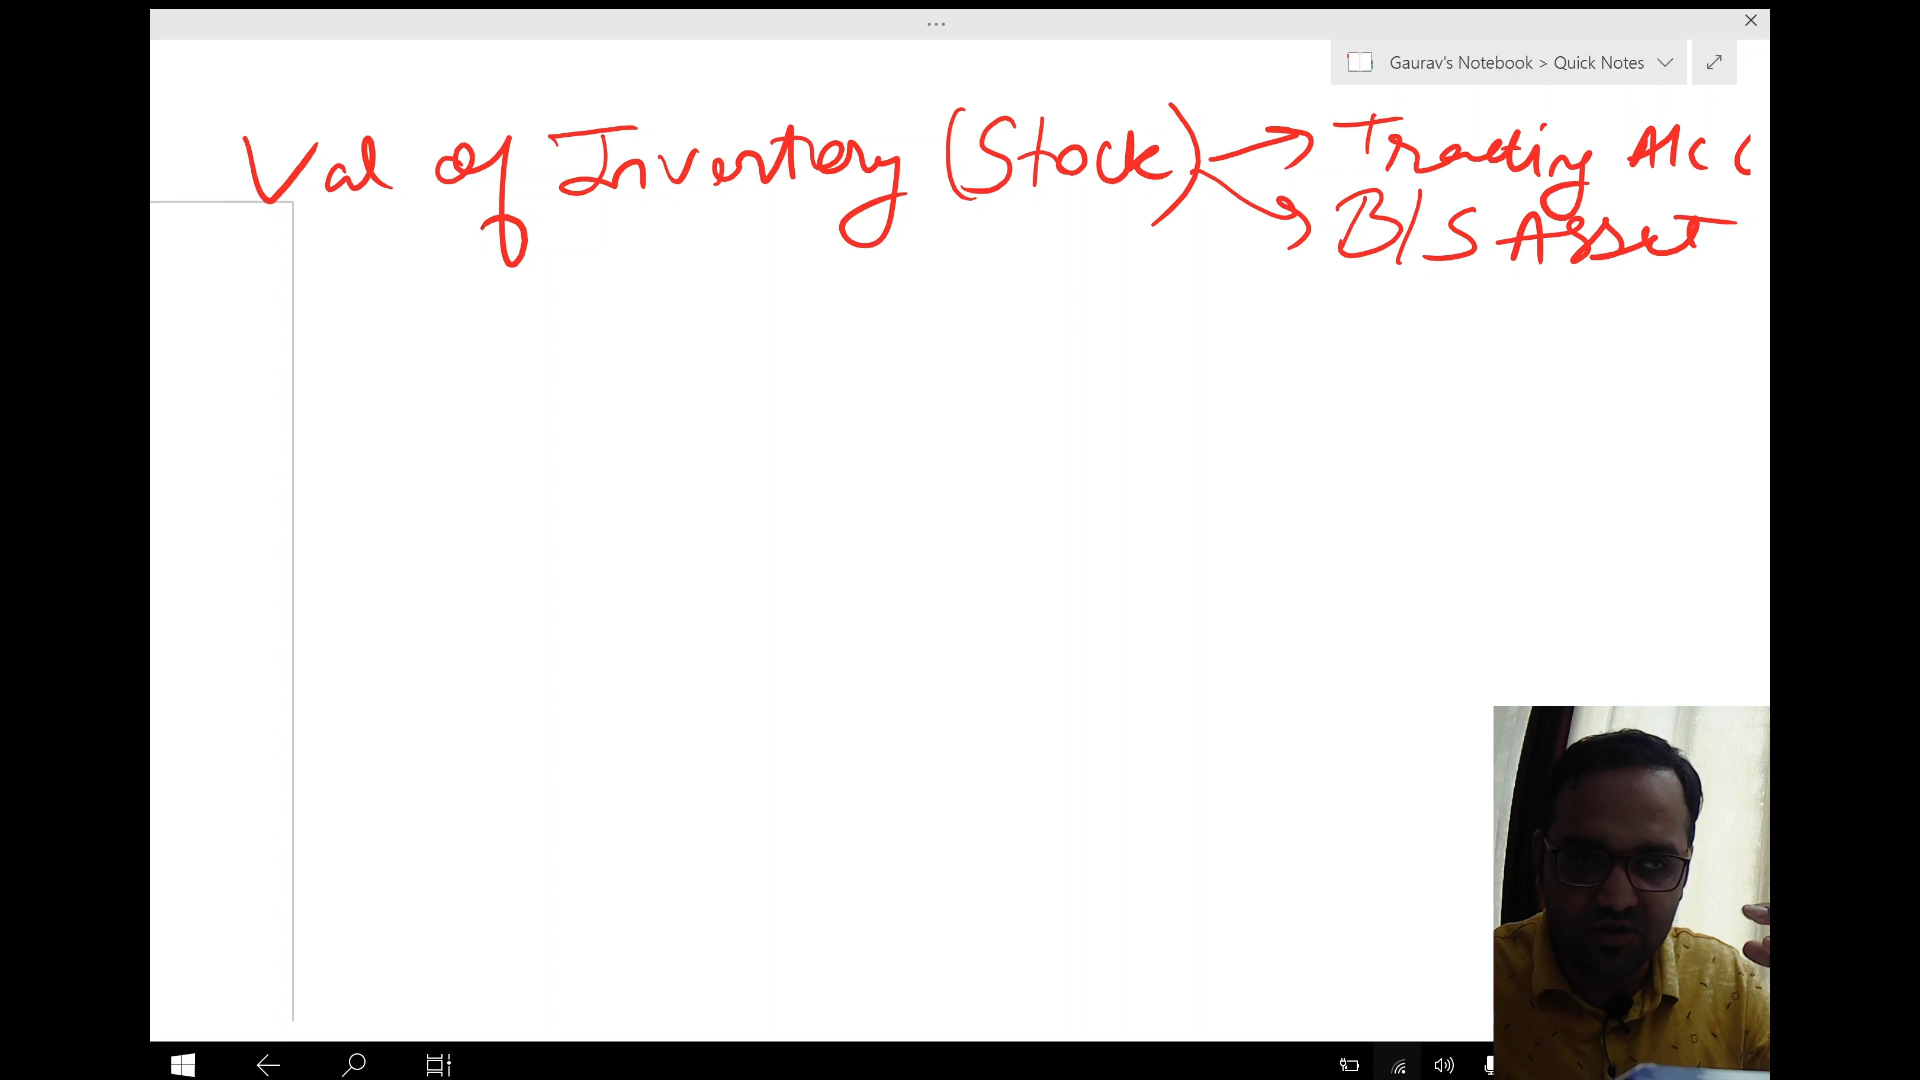 ...
Gaurav's Notebook > Quick Notes
Val of Inventory (Stock) → Trading A/c (
B/S Asset